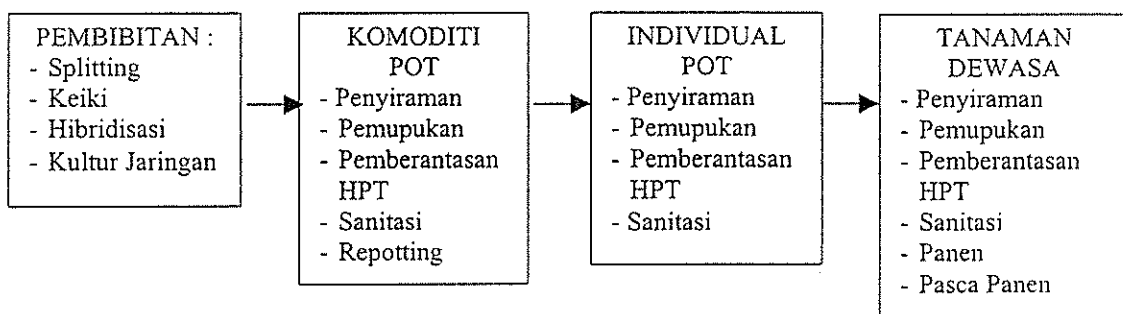 PEMBIBITAN :
- Splitting
- Keiki
- Hibridisasi
- Kultur Jaringan
KOMODITI
POT
- Penyiraman
- Pemupukan
- Pemberantasan
HPT
- Sanitasi
- Repotting
INDIVIDUAL
POT
- Penyiraman
- Pemupukan
- Pemberantasan
HPT
- Sanitasi
TANAMAN
DEWASA
- Penyiraman
- Pemupukan
- Pemberantasan
HPT
- Sanitasi
- Panen
- Pasca Panen